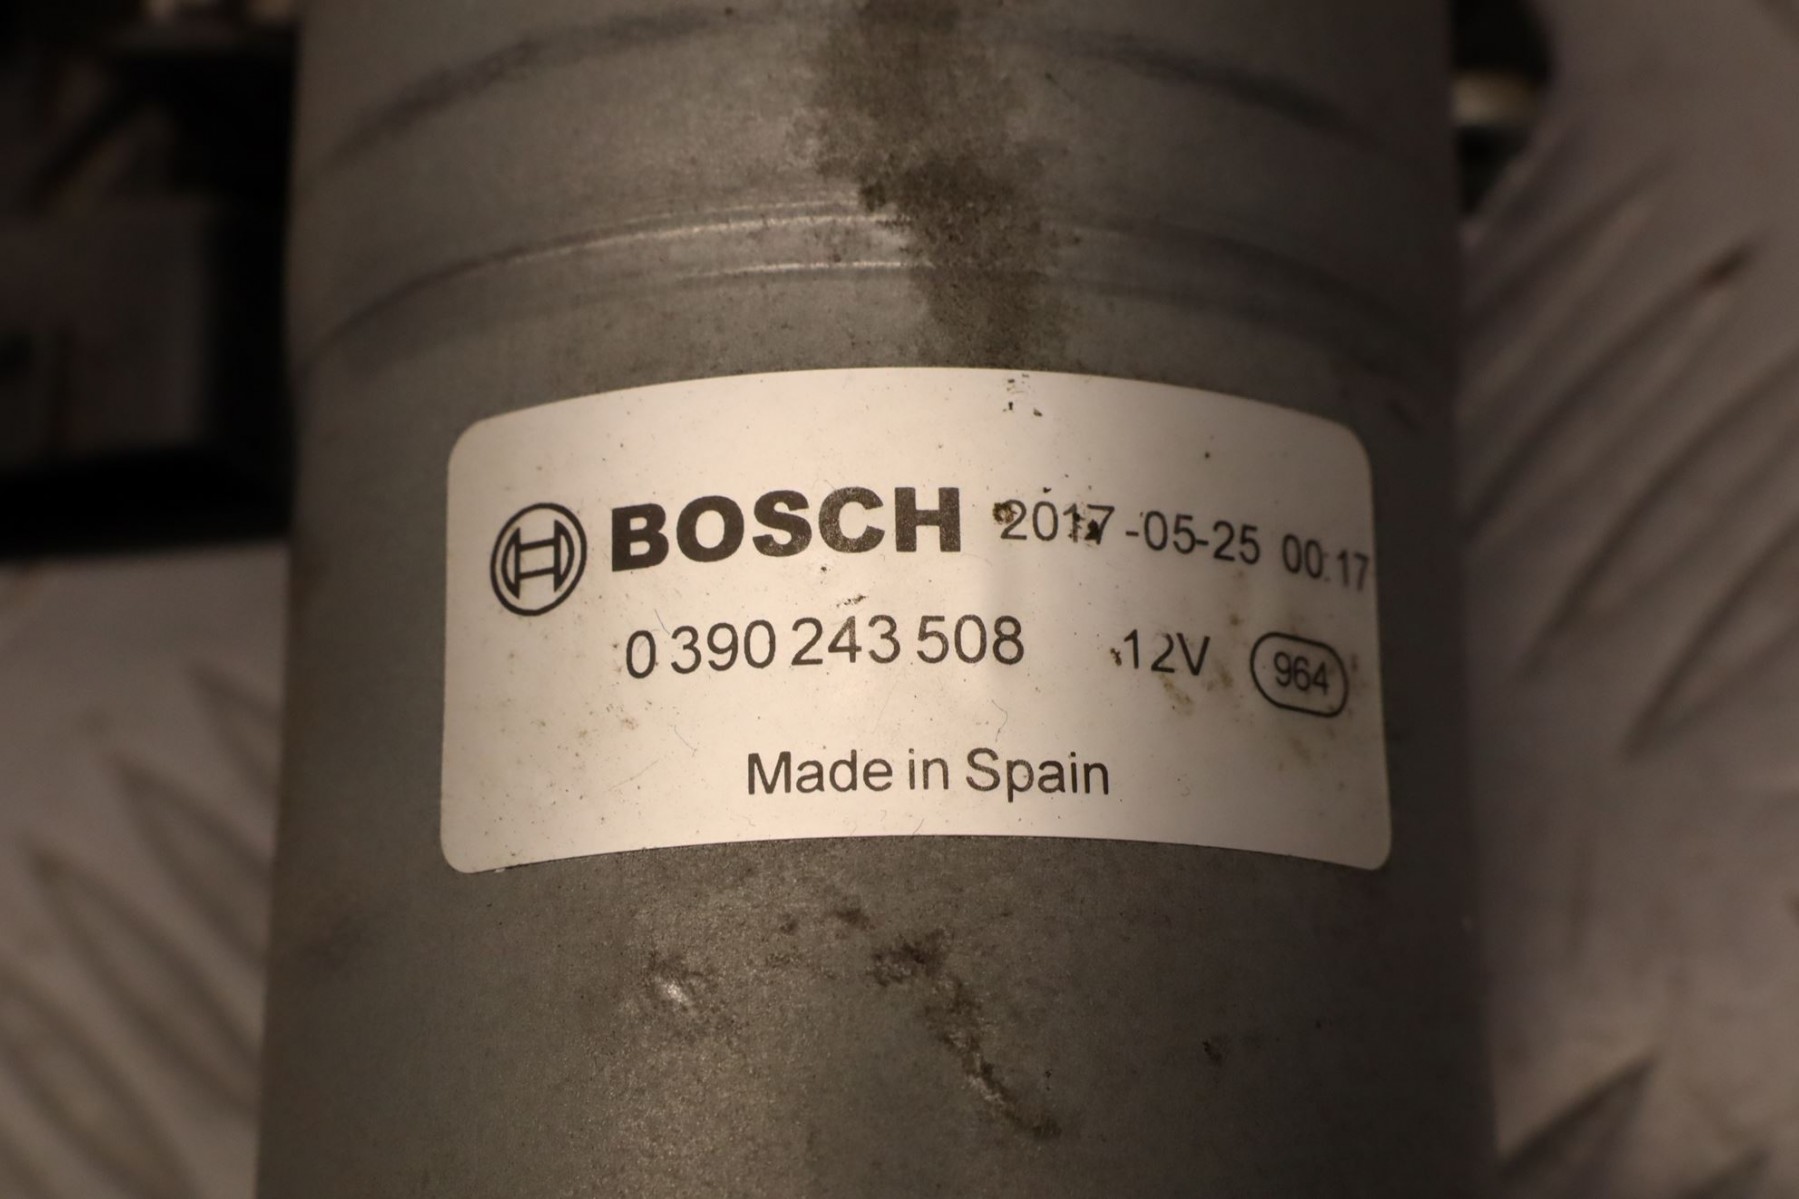 BOSCH 2017-05-25 00:17
0 390 243 508 12V 964
Made in Spain